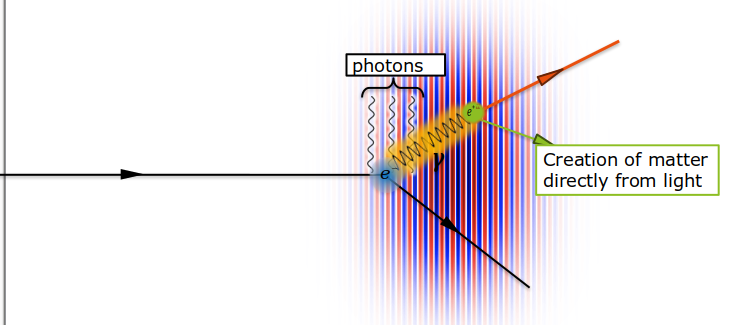 photons
e⁺
e⁻
γ
Creation of matter
directly from light